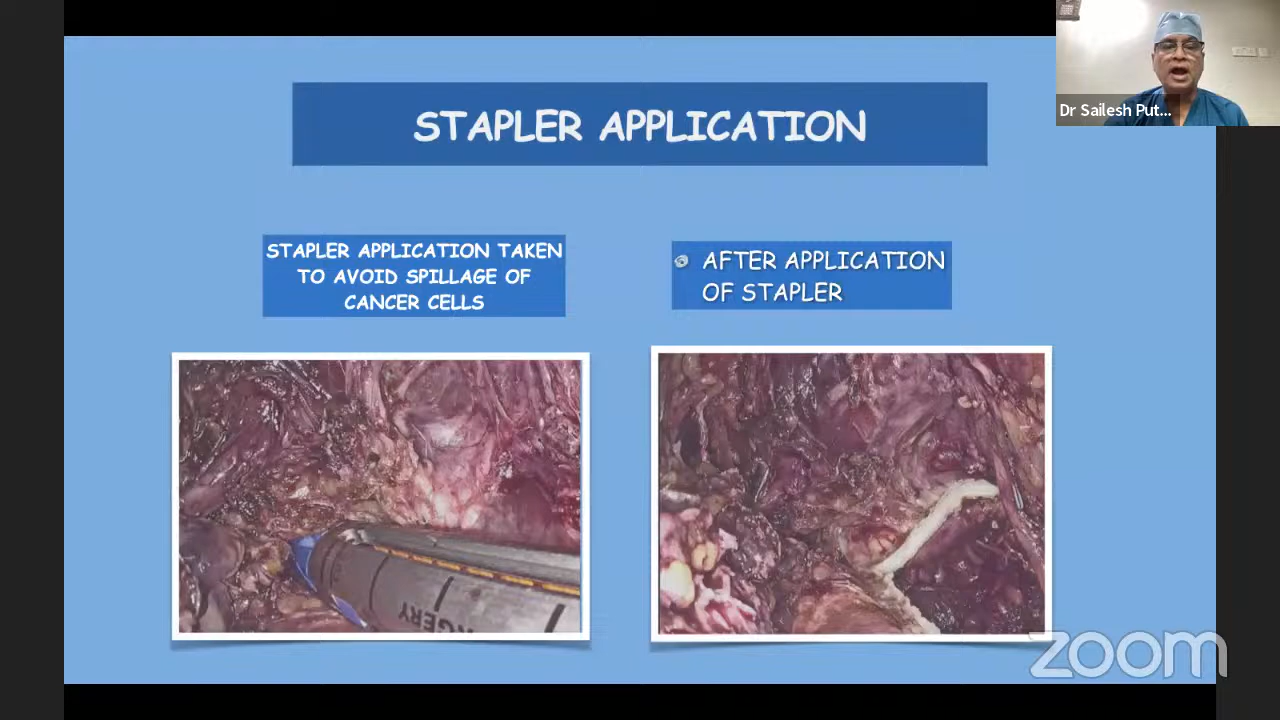 STAPLER APPLICATION
STAPLER APPLICATION TAKEN
TO AVOID SPILLAGE OF
CANCER CELLS
AFTER APPLICATION
OF STAPLER
Dr Sailesh Put...
RGERY
zoom